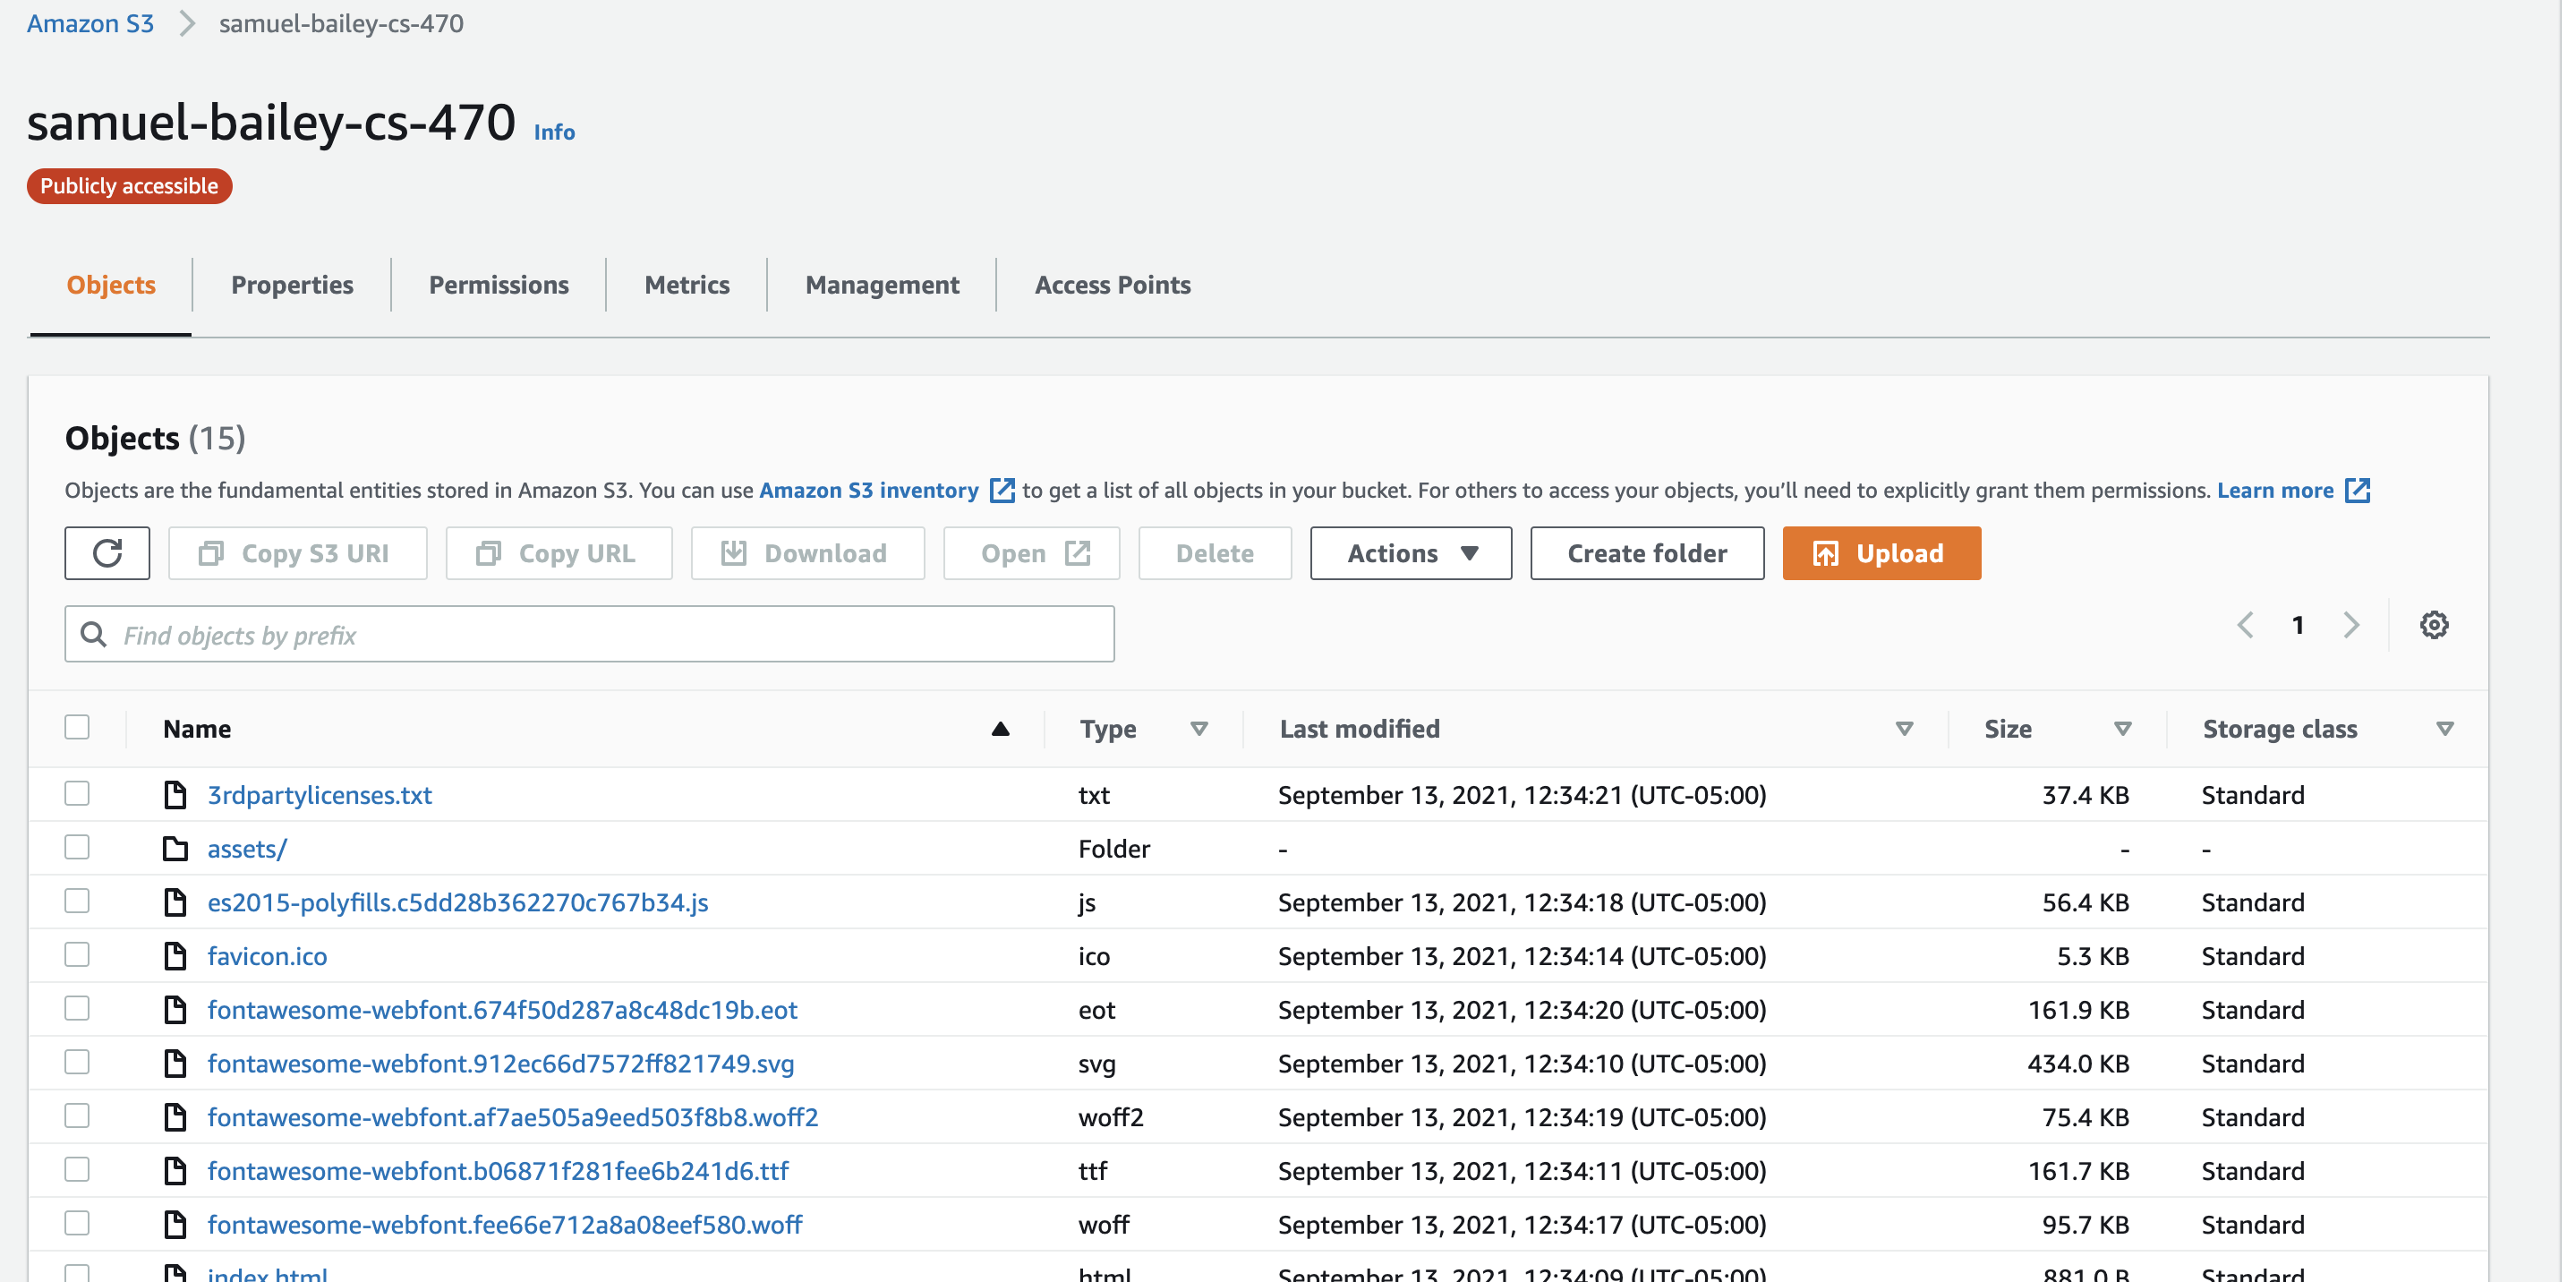 Amazon S3 > samuel-bailey-cs-470
samuel-bailey-cs-470 Info
Publicly accessible
Objects Properties Permissions Metrics Management Access Points
Objects (15)
Objects are the fundamental entities stored in Amazon S3. You can use Amazon S3 inventory to get a list of all objects in your bucket. For others to access your objects, you’ll need to explicitly grant them permissions. Learn more
Copy S3 URI Copy URL Download Open Delete Actions Create folder Upload
Find objects by prefix 1
Name Type Last modified Size Storage class
3rdpartylicenses.txt txt September 13, 2021, 12:34:21 (UTC-05:00) 37.4 KB Standard
assets/ Folder - - -
es2015-polyfills.c5dd28b362270c767b34.js js September 13, 2021, 12:34:18 (UTC-05:00) 56.4 KB Standard
favicon.ico ico September 13, 2021, 12:34:14 (UTC-05:00) 5.3 KB Standard
fontawesome-webfont.674f50d287a8c48dc19b.eot eot September 13, 2021, 12:34:20 (UTC-05:00) 161.9 KB Standard
fontawesome-webfont.912ec66d7572ff821749.svg svg September 13, 2021, 12:34:10 (UTC-05:00) 434.0 KB Standard
fontawesome-webfont.af7ae505a9eed503f8b8.woff2 woff2 September 13, 2021, 12:34:19 (UTC-05:00) 75.4 KB Standard
fontawesome-webfont.b06871f281fee6b241d6.ttf ttf September 13, 2021, 12:34:11 (UTC-05:00) 161.7 KB Standard
fontawesome-webfont.fee66e712a8a08eef580.woff woff September 13, 2021, 12:34:17 (UTC-05:00) 95.7 KB Standard
index.html html September 13, 2021, 12:34:09 (UTC-05:00) 881.0 B Standard